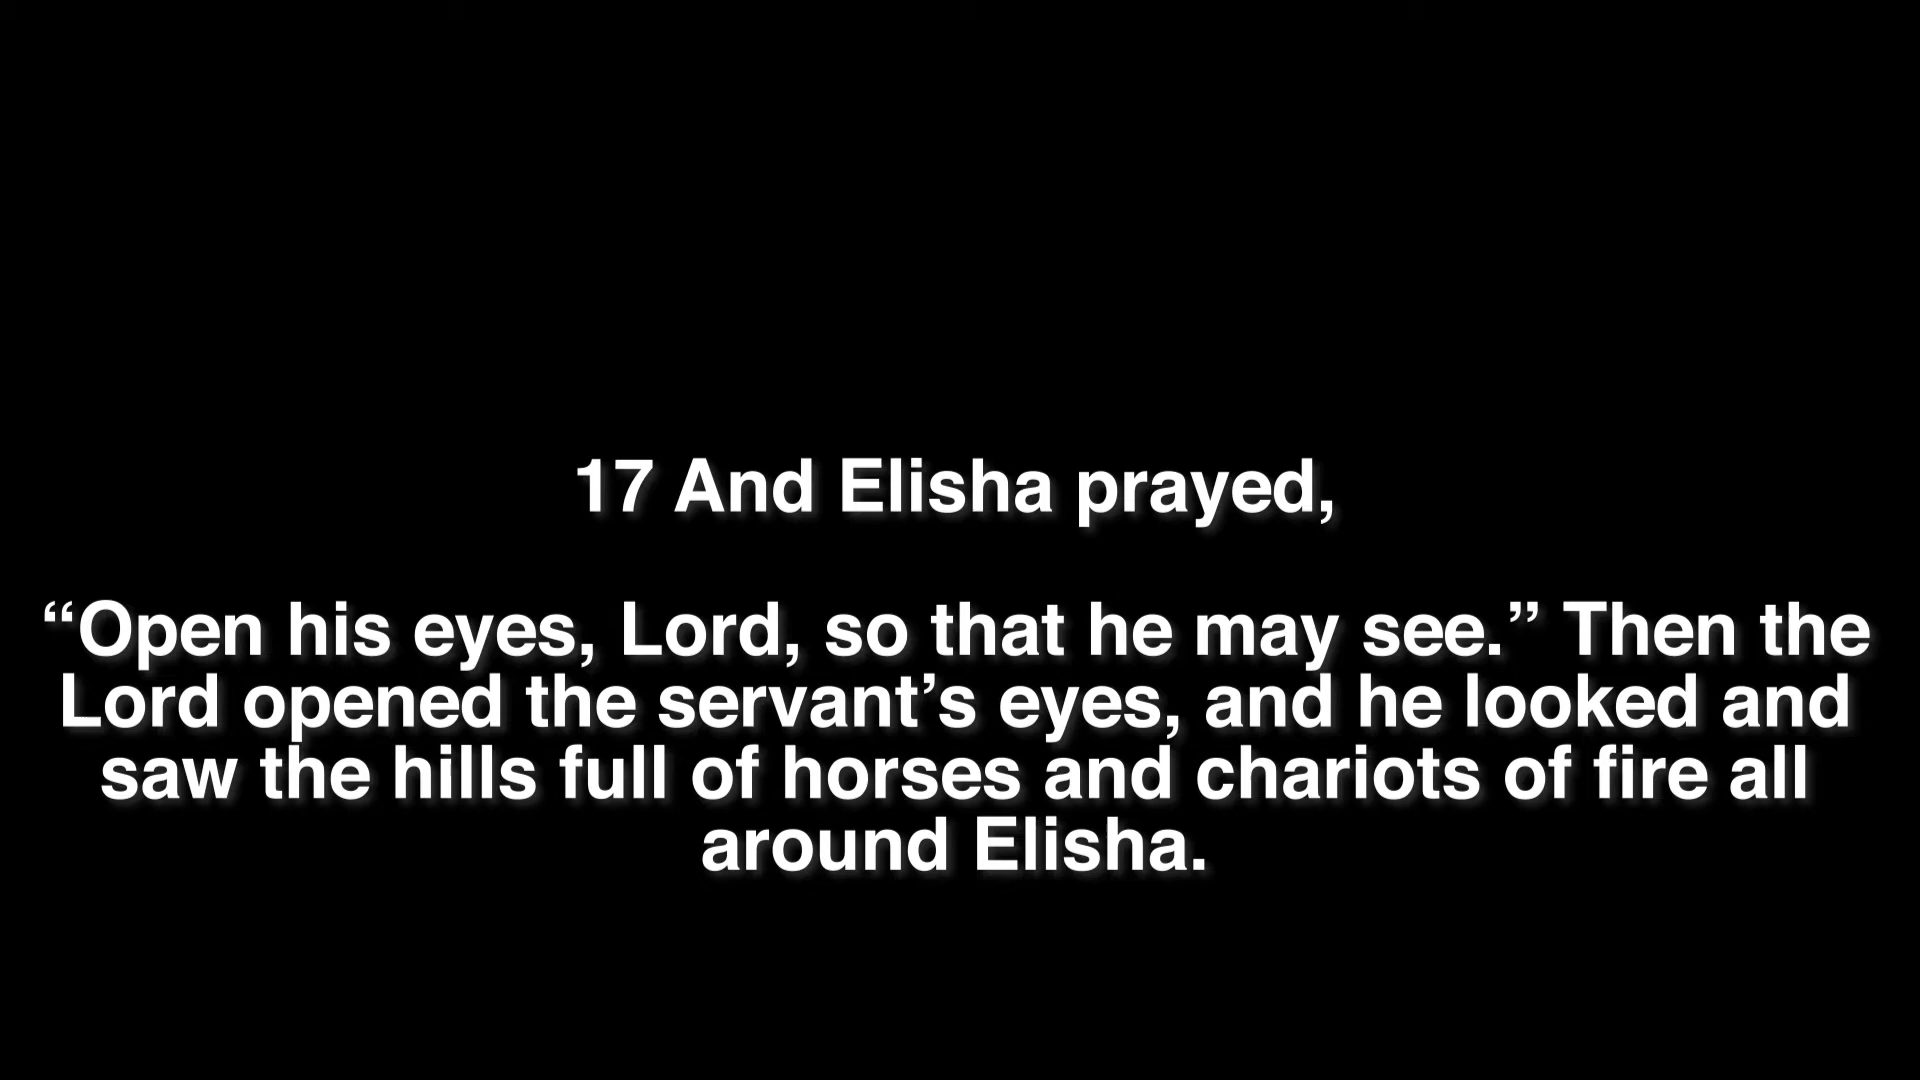 17 And Elisha prayed,
“Open his eyes, Lord, so that he may see.” Then the
Lord opened the servant’s eyes, and he looked and
saw the hills full of horses and chariots of fire all
around Elisha.